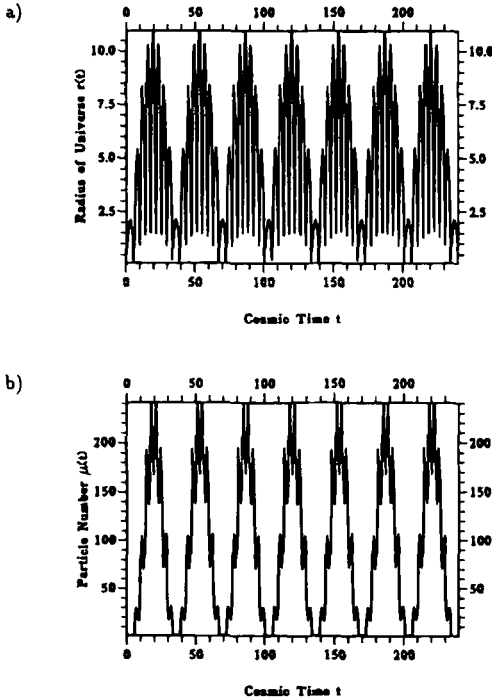 a)
0 50 100 150 200
10.0 10.0
7.5 7.5
5.0 5.0
2.5 2.5
Radius of Universe r(t)
0 50 100 150 200
Cosmic Time t
b)
0 50 100 150 200
200 200
150 150
100 100
50 50
Particle Number μ(t)
0 50 100 150 200
Cosmic Time t